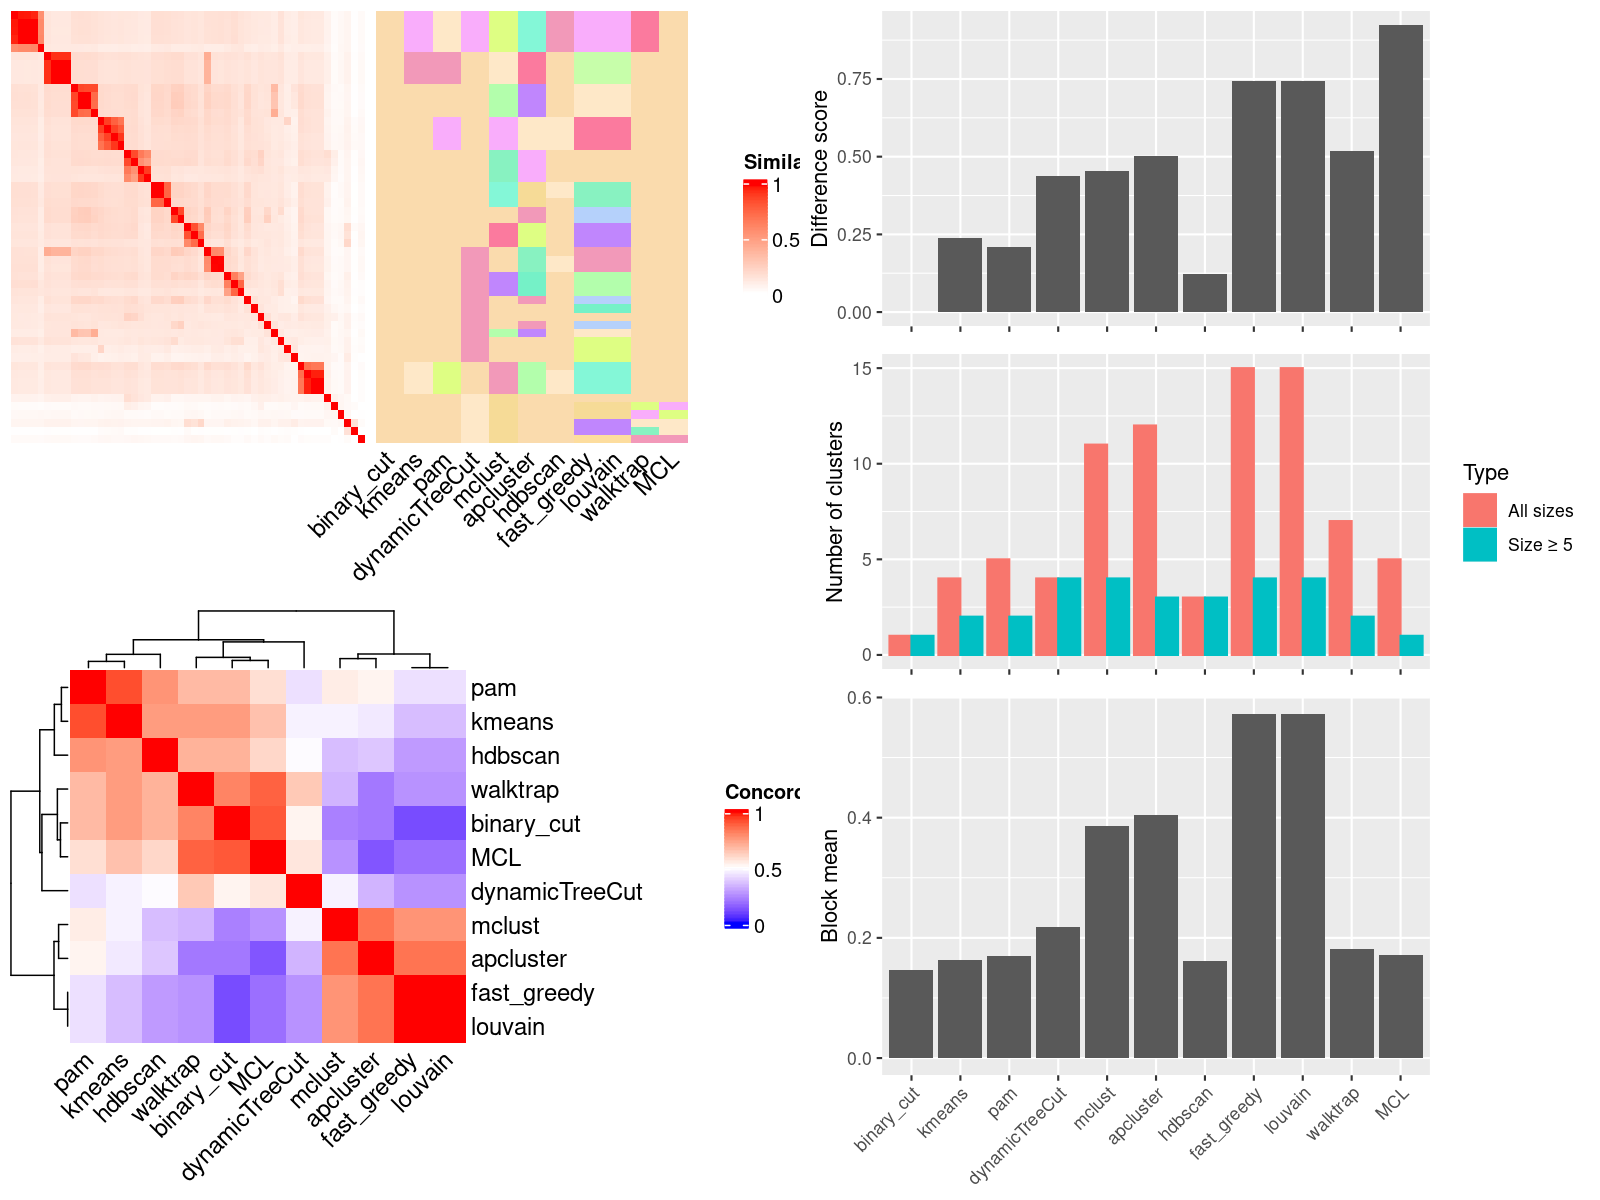 Simila
1
0.5
0
binary_cut
kmeans
pam
dynamicTreeCut
mclust
apcluster
hdbscan
fast_greedy
louvain
walktrap
MCL
pam
kmeans
hdbscan
walktrap
binary_cut
MCL
dynamicTreeCut
mclust
apcluster
fast_greedy
louvain
pam
kmeans
hdbscan
walktrap
binary_cut
MCL
dynamicTreeCut
mclust
apcluster
fast_greedy
louvain
Concord
1
0.5
0
Difference score
0.75
0.50
0.25
0.00
Number of clusters
15
10
5
0
Type
All sizes
Size ≥ 5
Block mean
0.6
0.4
0.2
0.0
binary_cut
kmeans
pam
dynamicTreeCut
mclust
apcluster
hdbscan
fast_greedy
louvain
walktrap
MCL